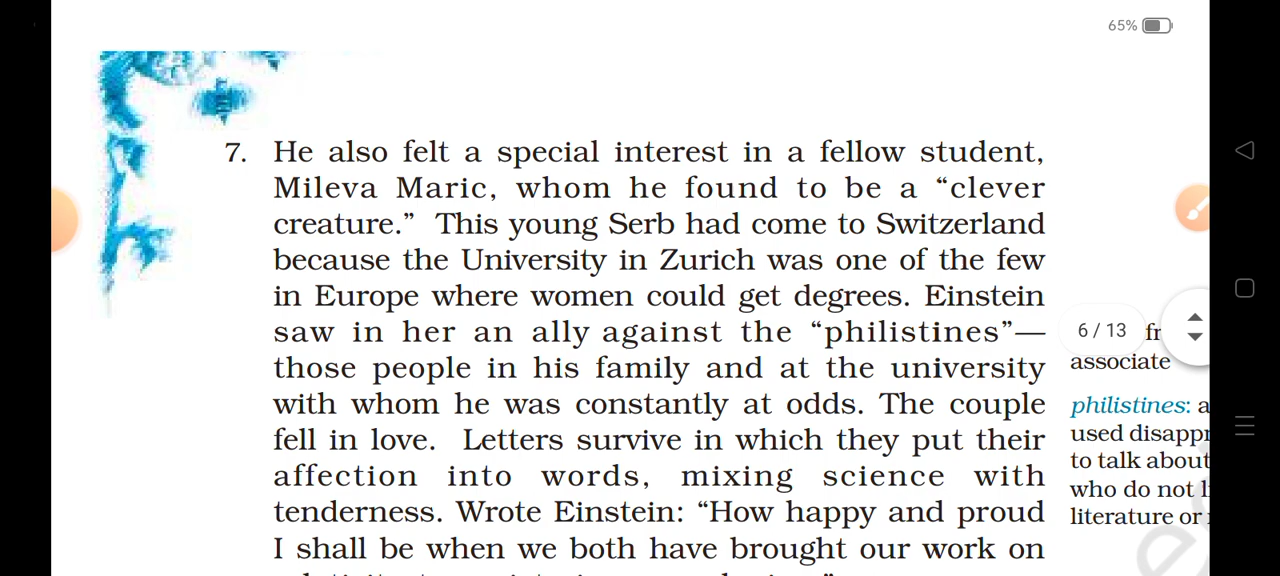 65%
7. He also felt a special interest in a fellow student,
Mileva Maric, whom he found to be a “clever
creature.” This young Serb had come to Switzerland
because the University in Zurich was one of the few
in Europe where women could get degrees. Einstein
saw in her an ally against the “philistines”—
those people in his family and at the university
with whom he was constantly at odds. The couple
fell in love. Letters survive in which they put their
affection into words, mixing science with
tenderness. Wrote Einstein: “How happy and proud
I shall be when we both have brought our work on
6 / 13
associate
philistines: a
used disappr
to talk about
who do not
literature or